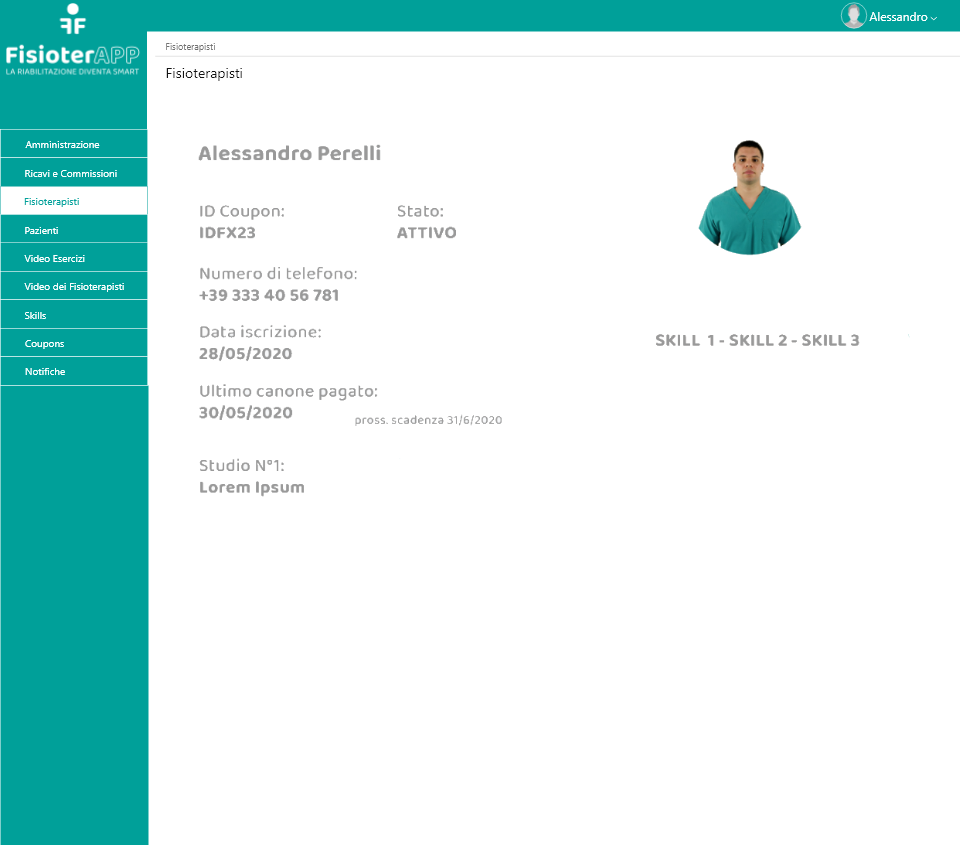 FF
FisioterAPP
LA RIABILITAZIONE DIVENTA SMART
Alessandro
Amministrazione
Ricavi e Commissioni
Fisioterapisti
Pazienti
Video Esercizi
Video dei Fisioterapisti
Skills
Coupons
Notifiche
Fisioterapisti
Fisioterapisti
Alessandro Perelli
ID Coupon:
IDFX23
Stato:
ATTIVO
Numero di telefono:
+39 333 40 56 781
Data iscrizione:
28/05/2020
Ultimo canone pagato:
30/05/2020
pross. scadenza 31/6/2020
Studio N°1:
Lorem Ipsum
SKILL 1 - SKILL 2 - SKILL 3